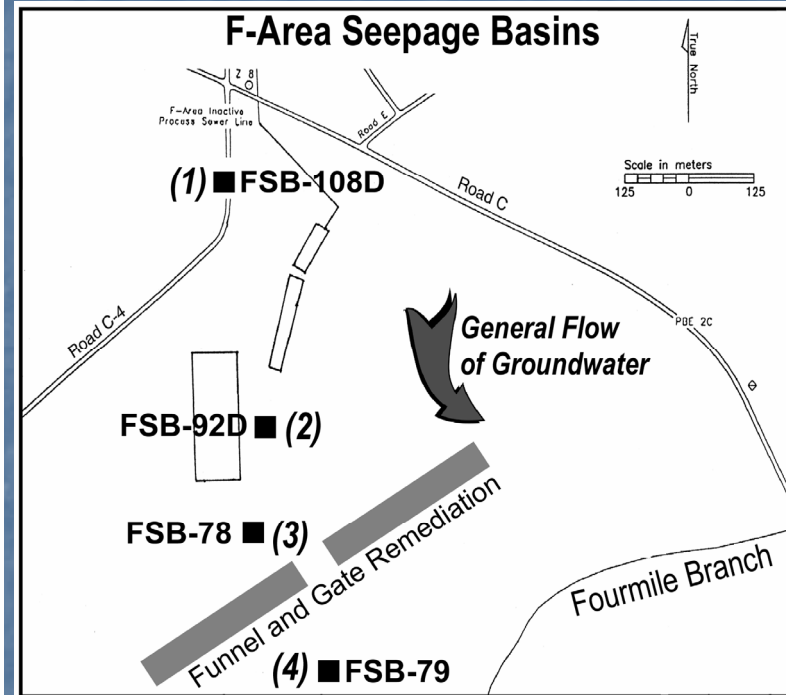 F-Area Seepage Basins
True North
Z 8
F-Area Inactive
Process Sewer Line
Road E
Scale in meters
125 0 125
(1) FSB-108D
Road C
Road C-4
General Flow
of Groundwater
PBE 2C
FSB-92D (2)
FSB-78 (3)
Funnel and Gate Remediation
Fourmile Branch
(4) FSB-79